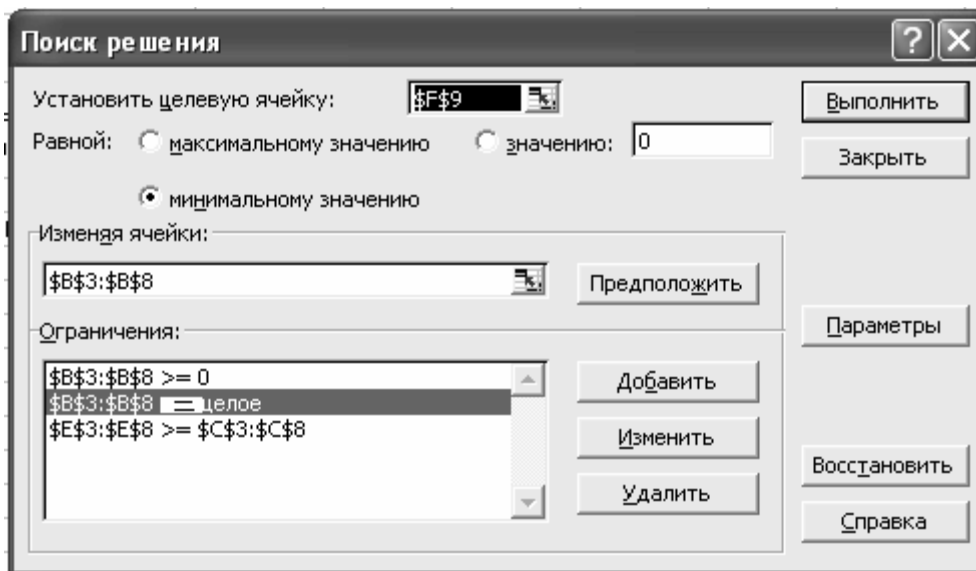 Поиск решения
Установить целевую ячейку: $F$9 Выполнить
Равной: максимальному значению значению: 0 Закрыть
минимальному значению
Изменяя ячейки:
$B$3:$B$8 Предположить
Ограничения: Параметры
$B$3:$B$8 >= 0 Добавить
$B$3:$B$8 = целое
$E$3:$E$8 >= $C$3:$C$8 Изменить
Восстановить
Удалить
Справка